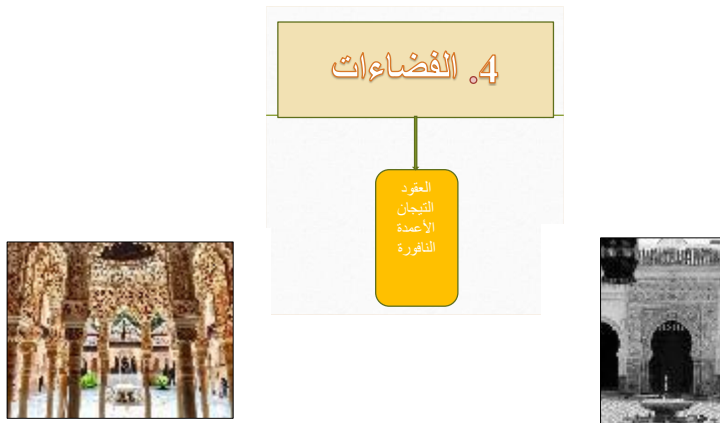 4. الفضاءات
العقود
التيجان
الأعمدة
النافورة